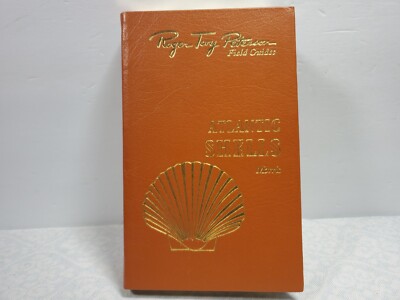 Roger Tory Peterson
Field Guides
ATLANTIC
SHELLS